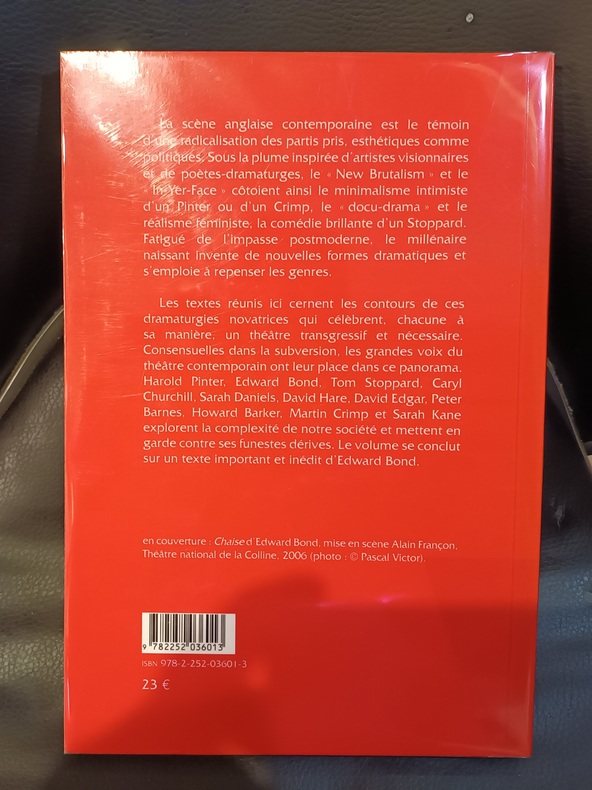 La scène anglaise contemporaine est le témoin
d'une radicalisation des partis pris, esthétiques comme
politiques. Sous la plume inspirée d'artistes visionnaires
et de poètes-dramaturges, le « New Brutalism » et le
« In-Yer-Face » côtoient ainsi le minimalisme intimiste
d'un Pinter ou d'un Crimp, le « docu-drama » et le
réalisme féministe, la comédie brillante d'un Stoppard.
Fatigué de l'impasse postmoderne, le millénaire
naissant invente de nouvelles formes dramatiques et
s'emploie à repenser les genres.
Les textes réunis ici cernent les contours de ces
dramaturgies novatrices qui célèbrent, chacune à
sa manière, un théâtre transgressif et nécessaire.
Consensuelles dans la subversion, les grandes voix du
théâtre contemporain ont leur place dans ce panorama.
Harold Pinter, Edward Bond, Tom Stoppard, Caryl
Churchill, Sarah Daniels, David Hare, David Edgar, Peter
Barnes, Howard Barker, Martin Crimp et Sarah Kane
explorent la complexité de notre société et mettent en
garde contre ses funestes dérives. Le volume se conclut
sur un texte important et inédit d'Edward Bond.
en couverture : Chaise d'Edward Bond, mise en scène Alain Françon,
Théâtre national de la Colline, 2006 (photo : © Pascal Victor).
9 782252 036013
ISBN 978-2-252-03601-3
23 €